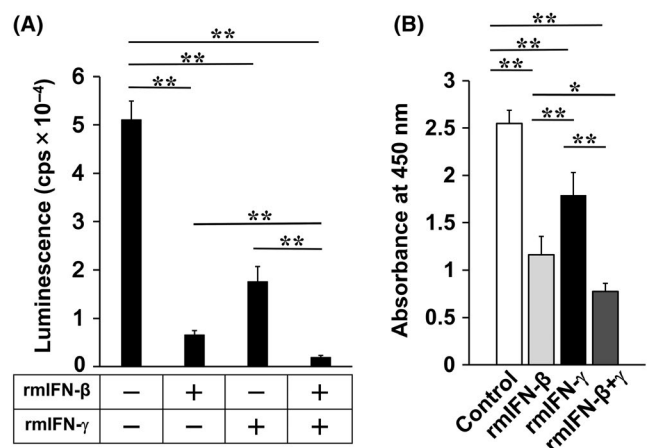 (A)
**
**
**
**
**
Luminescence (cps × 10⁻⁴)
6
5
4
3
2
1
0
rmIFN-β − + − +
rmIFN-γ − − + +
(B)
**
**
**
*
**
**
Absorbance at 450 nm
3
2.5
2
1.5
1
0.5
0
Control
rmIFN-β
rmIFN-γ
rmIFN-β+γ